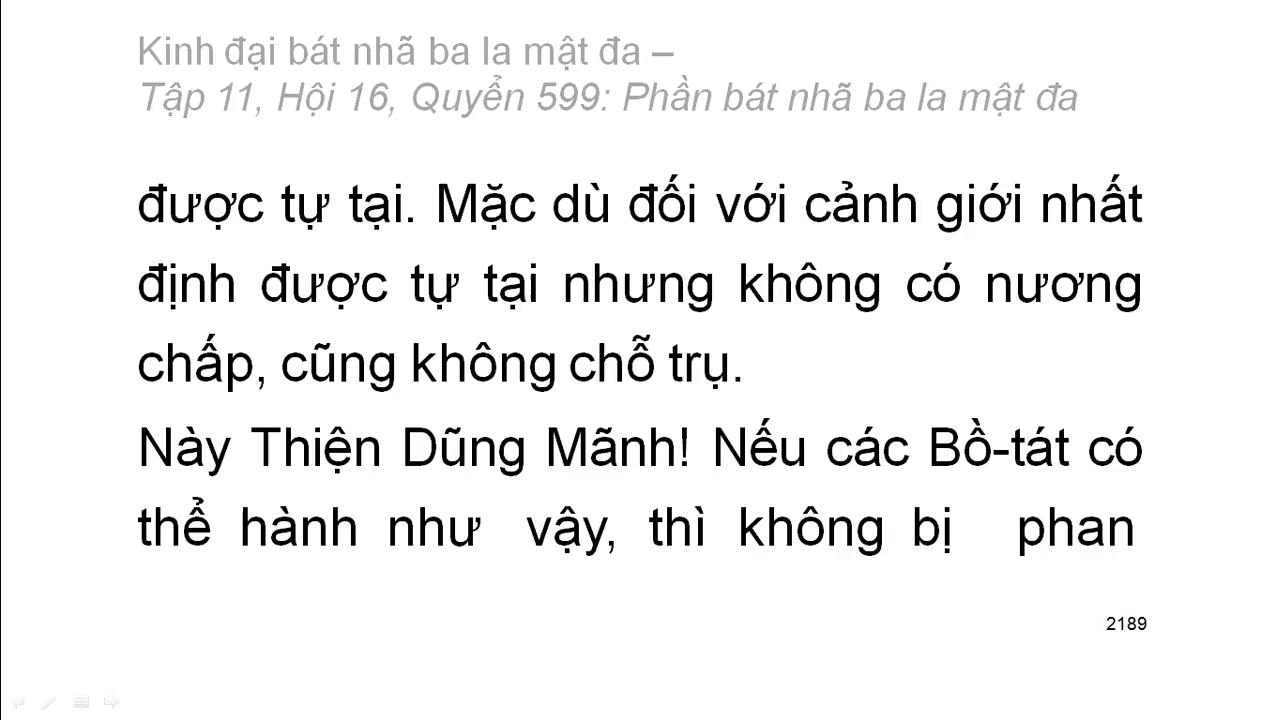 Kinh đại bát nhã ba la mật đa –
Tập 11, Hội 16, Quyển 599: Phần bát nhã ba la mật đa
được tự tại. Mặc dù đối với cảnh giới nhất
định được tự tại nhưng không có nương
chấp, cũng không chỗ trụ.
Này Thiện Dũng Mãnh! Nếu các Bồ-tát có
thể hành như vậy, thì không bị phan
2189